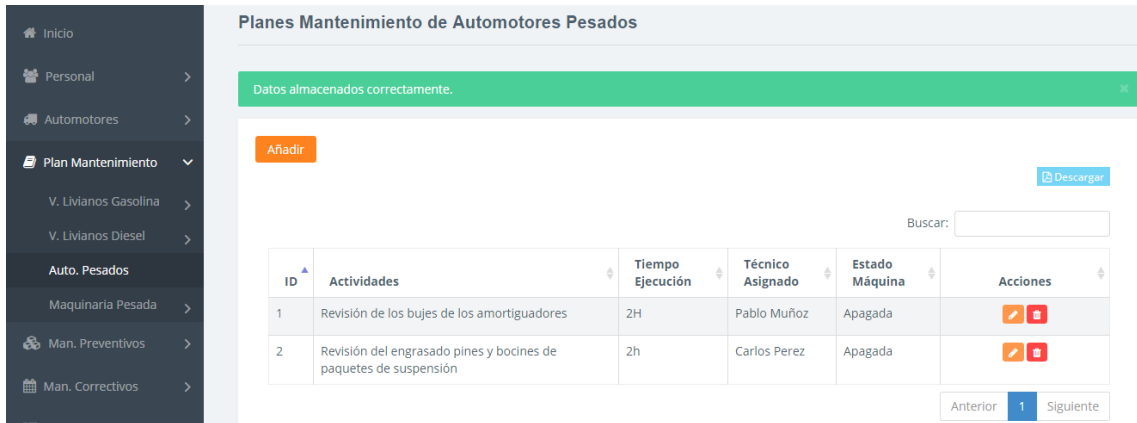 Inicio
Personal
Automotores
Plan Mantenimiento
V. Livianos Gasolina
V. Livianos Diesel
Auto. Pesados
Maquinaria Pesada
Man. Preventivos
Man. Correctivos
Planes Mantenimiento de Automotores Pesados
Datos almacenados correctamente.
×
Añadir
Descargar
Buscar:
ID Actividades Tiempo Ejecución Técnico Asignado Estado Máquina Acciones
1 Revisión de los bujes de los amortiguadores 2H Pablo Muñoz Apagada
2 Revisión del engrasado pines y bocines de 2h Carlos Perez Apagada
paquetes de suspensión
Anterior 1 Siguiente